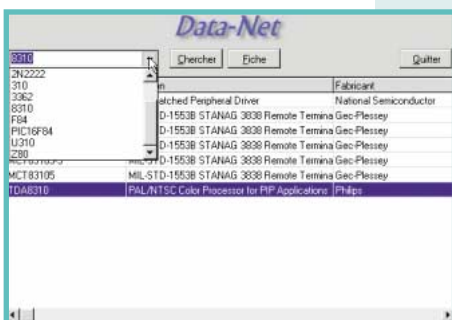 Data-Net
8310 Chercher Fiche Quitter
2N2222
310
3362
8310
F84
PIC16F84
U310
Z80
Fabricant
atched Peripheral Driver National Semiconductor
D-1553B STANAG 3838 Remote Termina Gec-Plessey
D-1553B STANAG 3838 Remote Termina Gec-Plessey
D-1553B STANAG 3838 Remote Termina Gec-Plessey
MIL-STD-1553B STANAG 3838 Remote Termina Gec-Plessey
MCT83105 MIL-STD-1553B STANAG 3838 Remote Termina Gec-Plessey
TDA8310 PAL/NTSC Color Processor for PIP Applications Philips